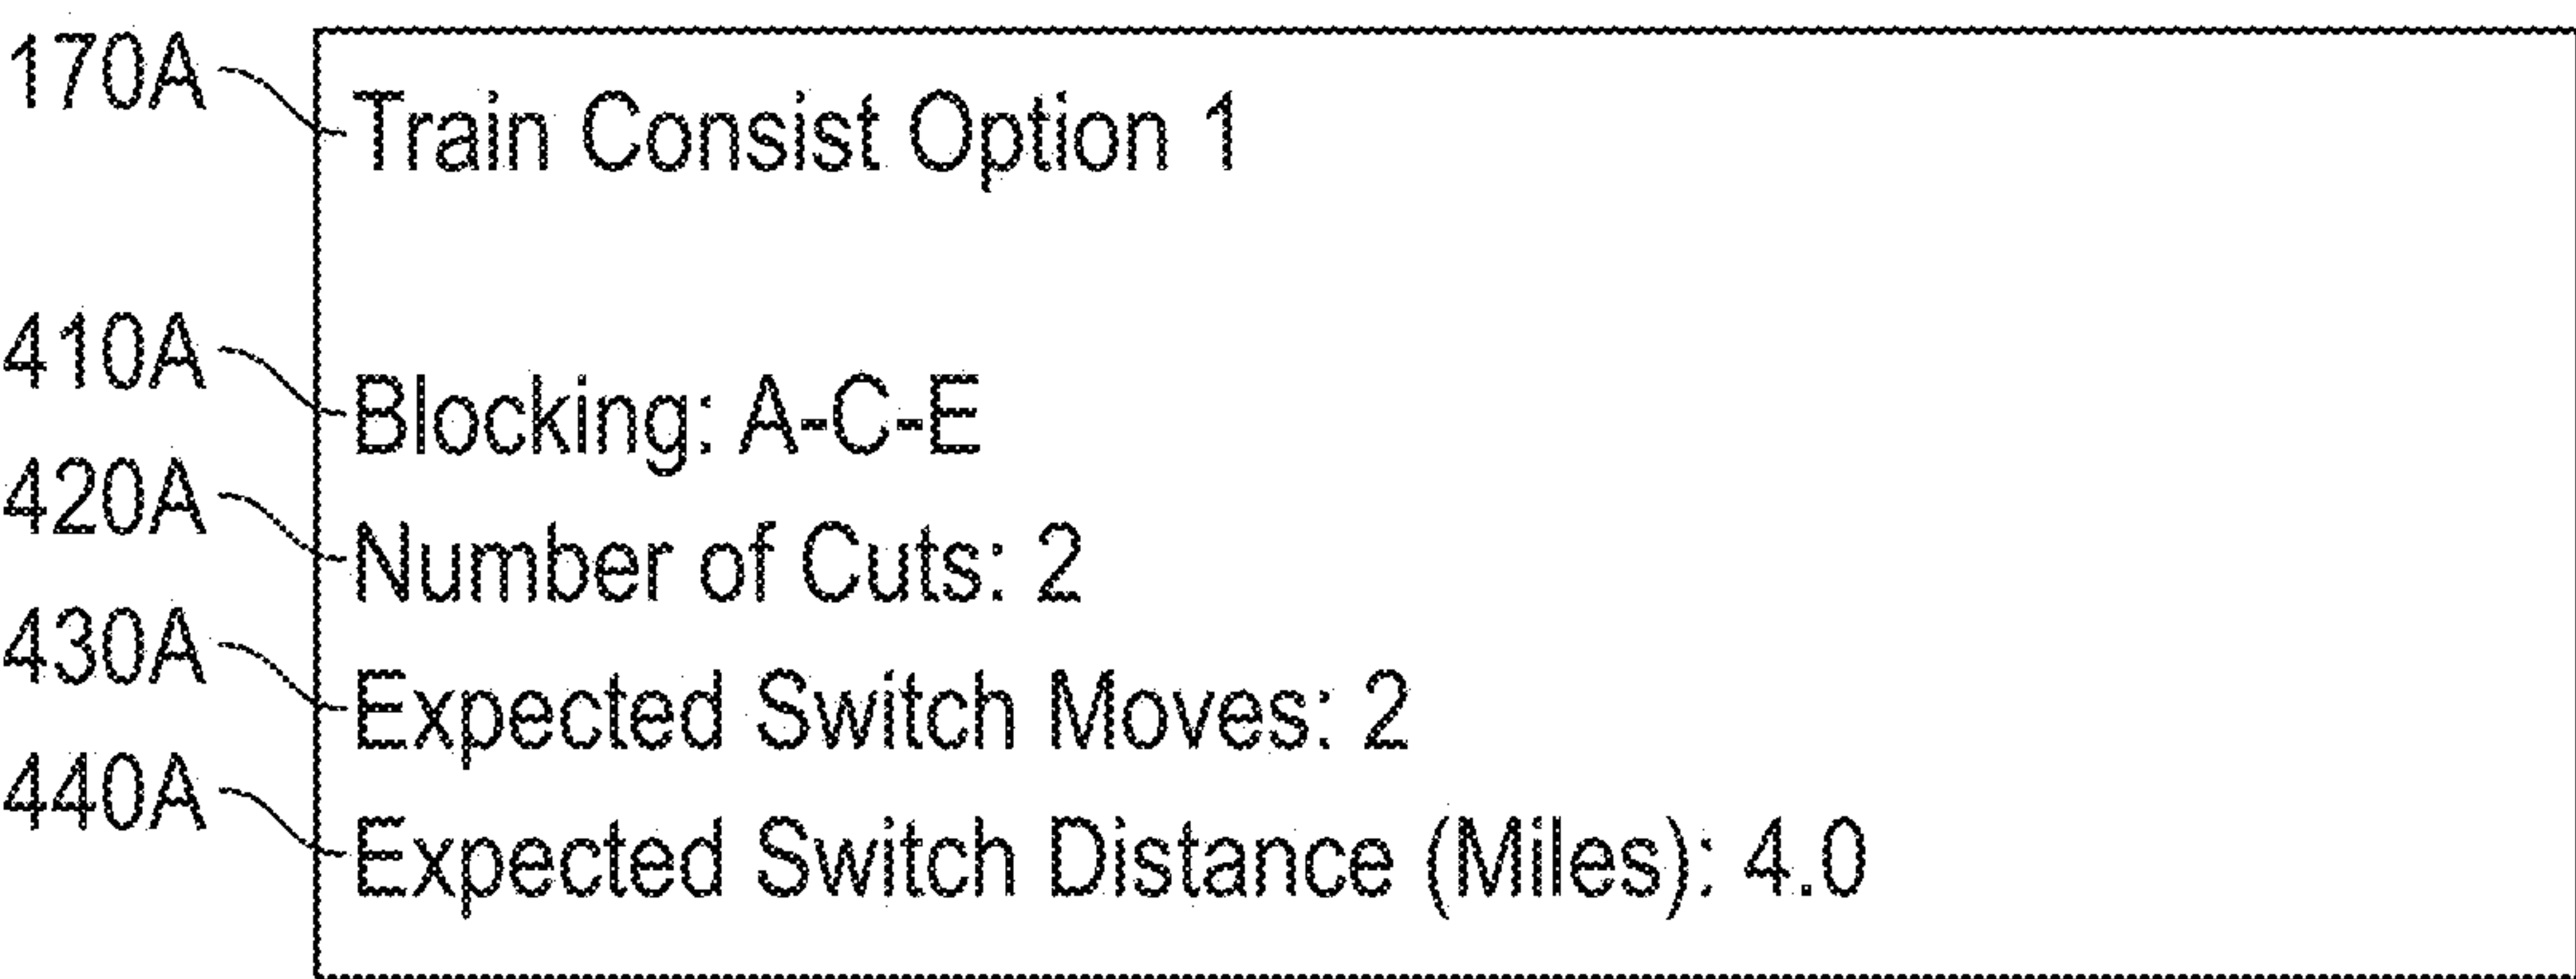 170A Train Consist Option 1
410A Blocking: A-C-E
420A Number of Cuts: 2
430A Expected Switch Moves: 2
440A Expected Switch Distance (Miles): 4.0